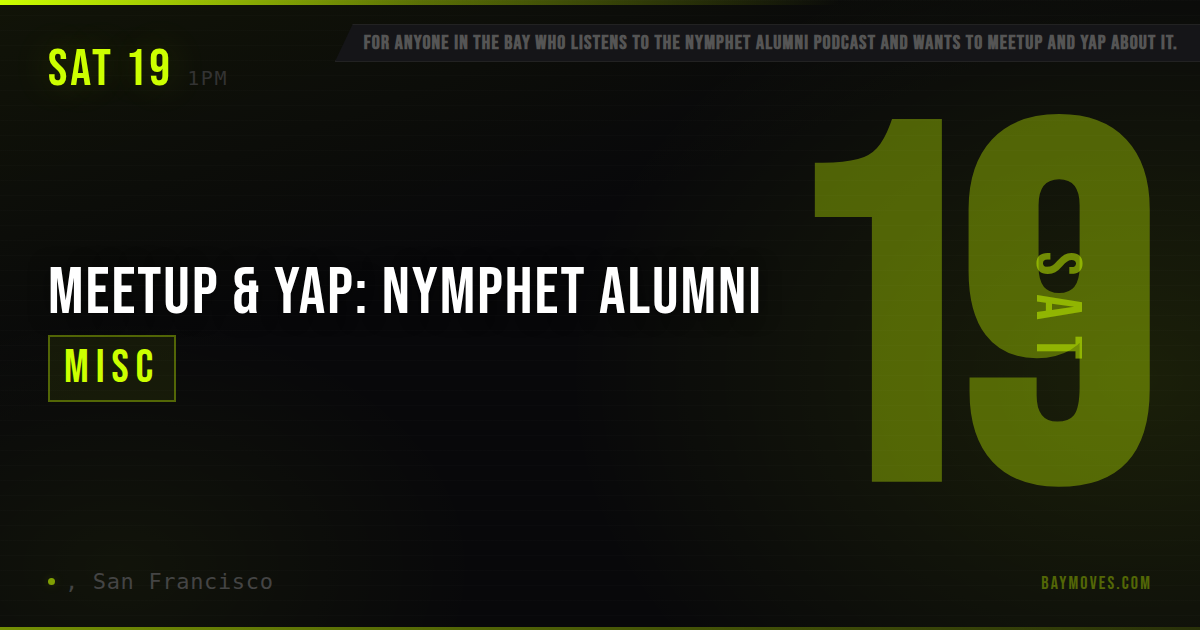 FOR ANYONE IN THE BAY WHO LISTENS TO THE NYMPHET ALUMNI PODCAST AND WANTS TO MEETUP AND YAP ABOUT IT.
SAT 19 1PM
19
SAT
MEETUP & YAP: NYMPHET ALUMNI
MISC
, San Francisco
BAYMOVES.COM